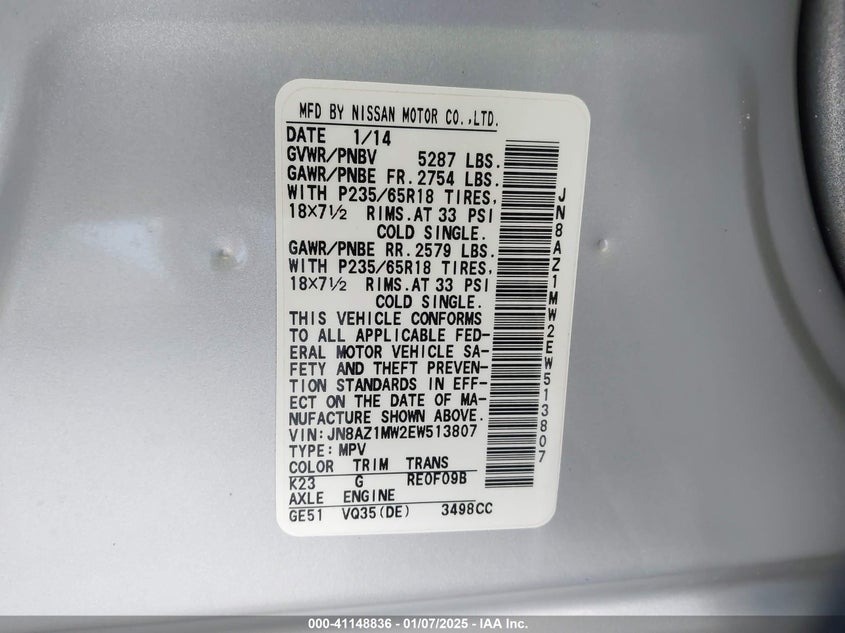 MFD BY NISSAN MOTOR CO.,LTD.
DATE 1/14
GVWR/PNBV 5287 LBS.
GAWR/PNBE FR. 2754 LBS.
WITH P235/65R18 TIRES,
18×7½ RIMS. AT 33 PSI
COLD SINGLE.
GAWR/PNBE RR. 2579 LBS.
WITH P235/65R18 TIRES,
18×7½ RIMS. AT 33 PSI
COLD SINGLE.
THIS VEHICLE CONFORMS
TO ALL APPLICABLE FED-
ERAL MOTOR VEHICLE SA-
FETY AND THEFT PREVEN-
TION STANDARDS IN EFF-
ECT ON THE DATE OF MA-
NUFACTURE SHOWN ABOVE.
VIN: JN8AZ1MW2EW513807
TYPE: MPV
COLOR TRIM TRANS
K23 G RE0F09B
AXLE ENGINE
GE51 VQ35(DE) 3498CC
JN8AZ1MW2EW513807
000-41148836 - 01/07/2025 - IAA Inc.